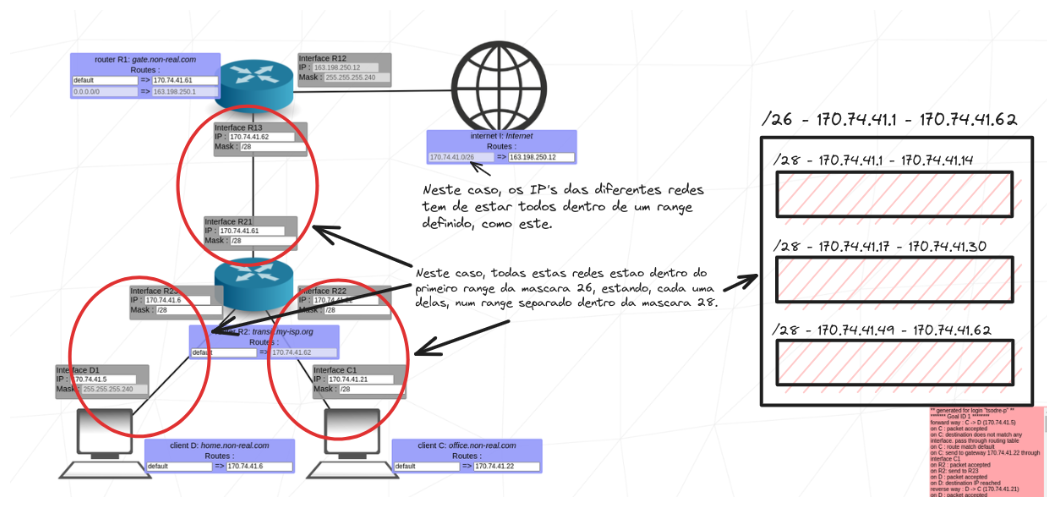 router R1: gate.non-real.com
Routes :
default => 170.74.41.61
0.0.0.0/0 => 163.198.250.1
Interface R12
IP : 163.198.250.12
Mask : 255.255.255.240
Interface R13
IP : 170.74.41.62
Mask : /28
internet I: Internet
Routes :
170.74.41.0/26 => 163.198.250.12
Neste caso, os IP's das diferentes redes
tem de estar todos dentro de um range
definido, como este.
Interface R21
IP : 170.74.41.61
Mask : /28
Neste caso, todas estas redes estao dentro do
primeiro range da mascara 26, estando, cada uma
delas, num range separado dentro da mascara 28.
Interface R23
IP : 170.74.41.6
Mask : /28
Interface R22
IP : 170.74.41.
Mask : /28
R2: transit.my-isp.org
Routes :
default => 170.74.41.62
Interface D1
IP : 170.74.41.5
Mask : 255.255.255.240
Interface C1
IP : 170.74.41.21
Mask : /28
client D: home.non-real.com
Routes :
default => 170.74.41.6
client C: office.non-real.com
Routes :
default => 170.74.41.22
/26 - 170.74.41.1 - 170.74.41.62
/28 - 170.74.41.1 - 170.74.41.14
/28 - 170.74.41.17 - 170.74.41.30
/28 - 170.74.41.49 - 170.74.41.62
** generated for login "tsodre-p" **
******* Goal ID 1 ********
forward way : C -> D (170.74.41.5)
on C : packet accepted
on C: destination does not match any
interface. pass through routing table
on C : route match default
on C: send to gateway 170.74.41.22 through
interface C1
on R2 : packet accepted
on R2: send to R23
on D : packet accepted
on D: destination IP reached
reverse way : D -> C (170.74.41.21)
on D : packet accepted